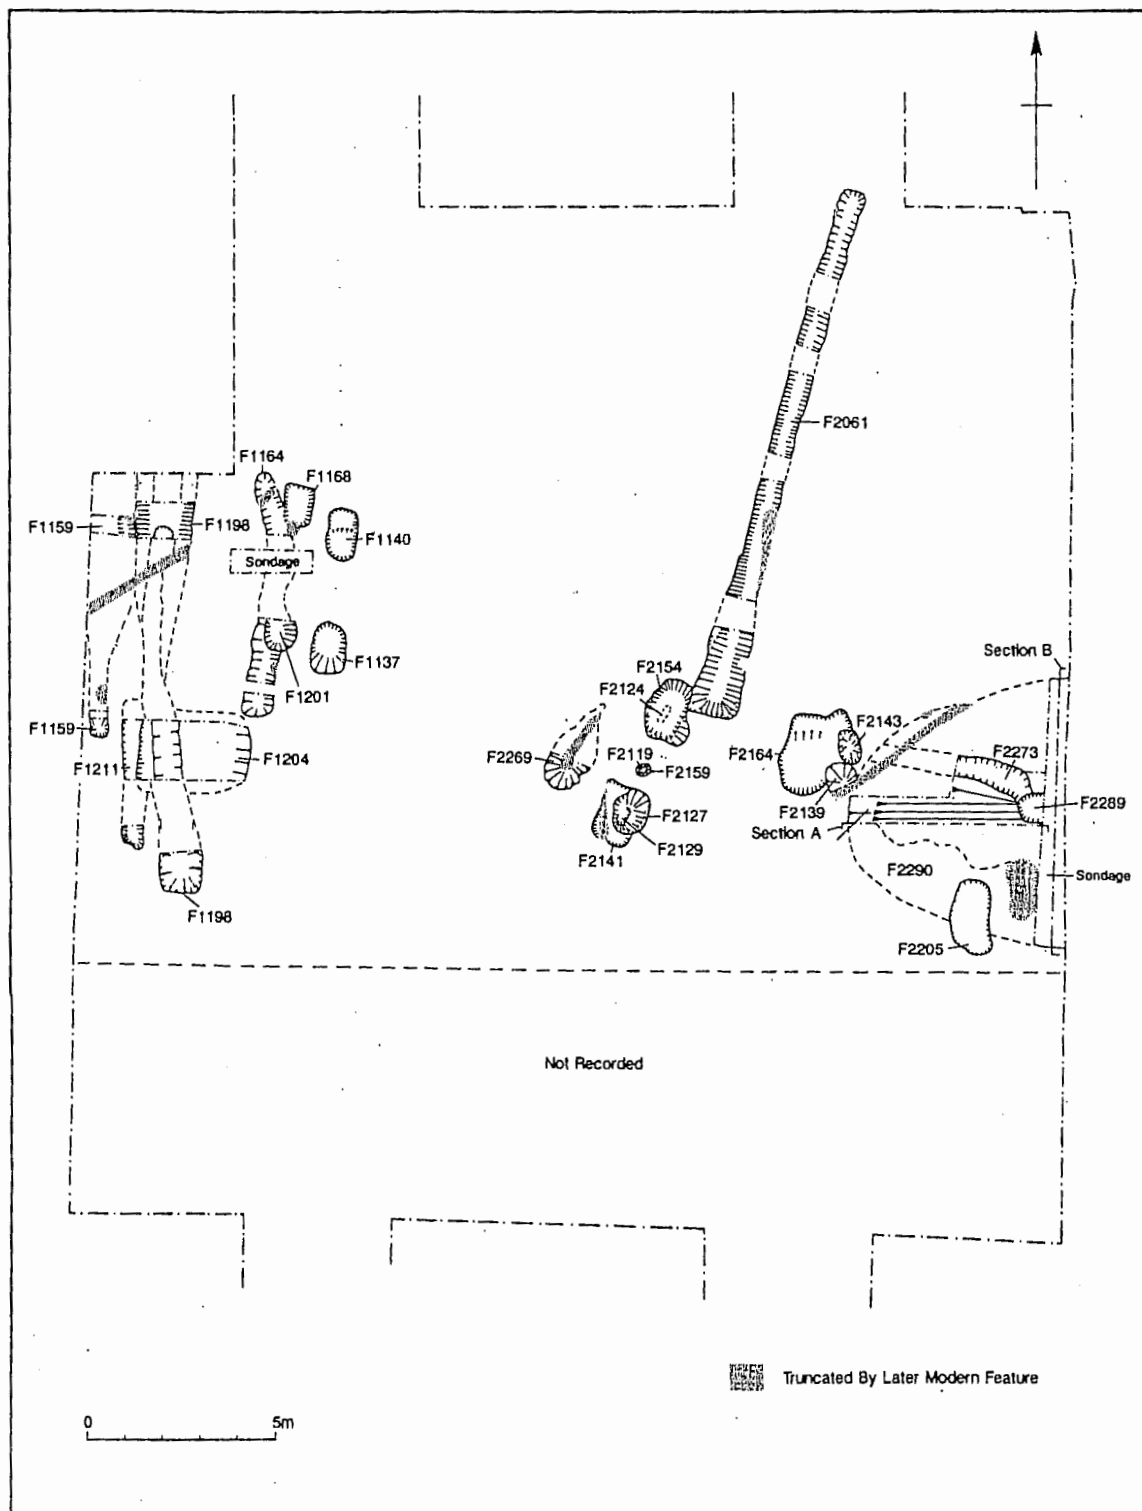 F2061
F1164
F1168
F1159
F1198
F1140
Sondage
F1137
F1201
F2154
F2124
Section B
F1159
F1211
F1204
F2269
F2119
F2159
F2164
F2143
F2273
F2139
F2289
F2127
Section A
F2129
F2141
F2290
Sondage
F1198
F2205
Not Recorded
Truncated By Later Modern Feature
0 5m